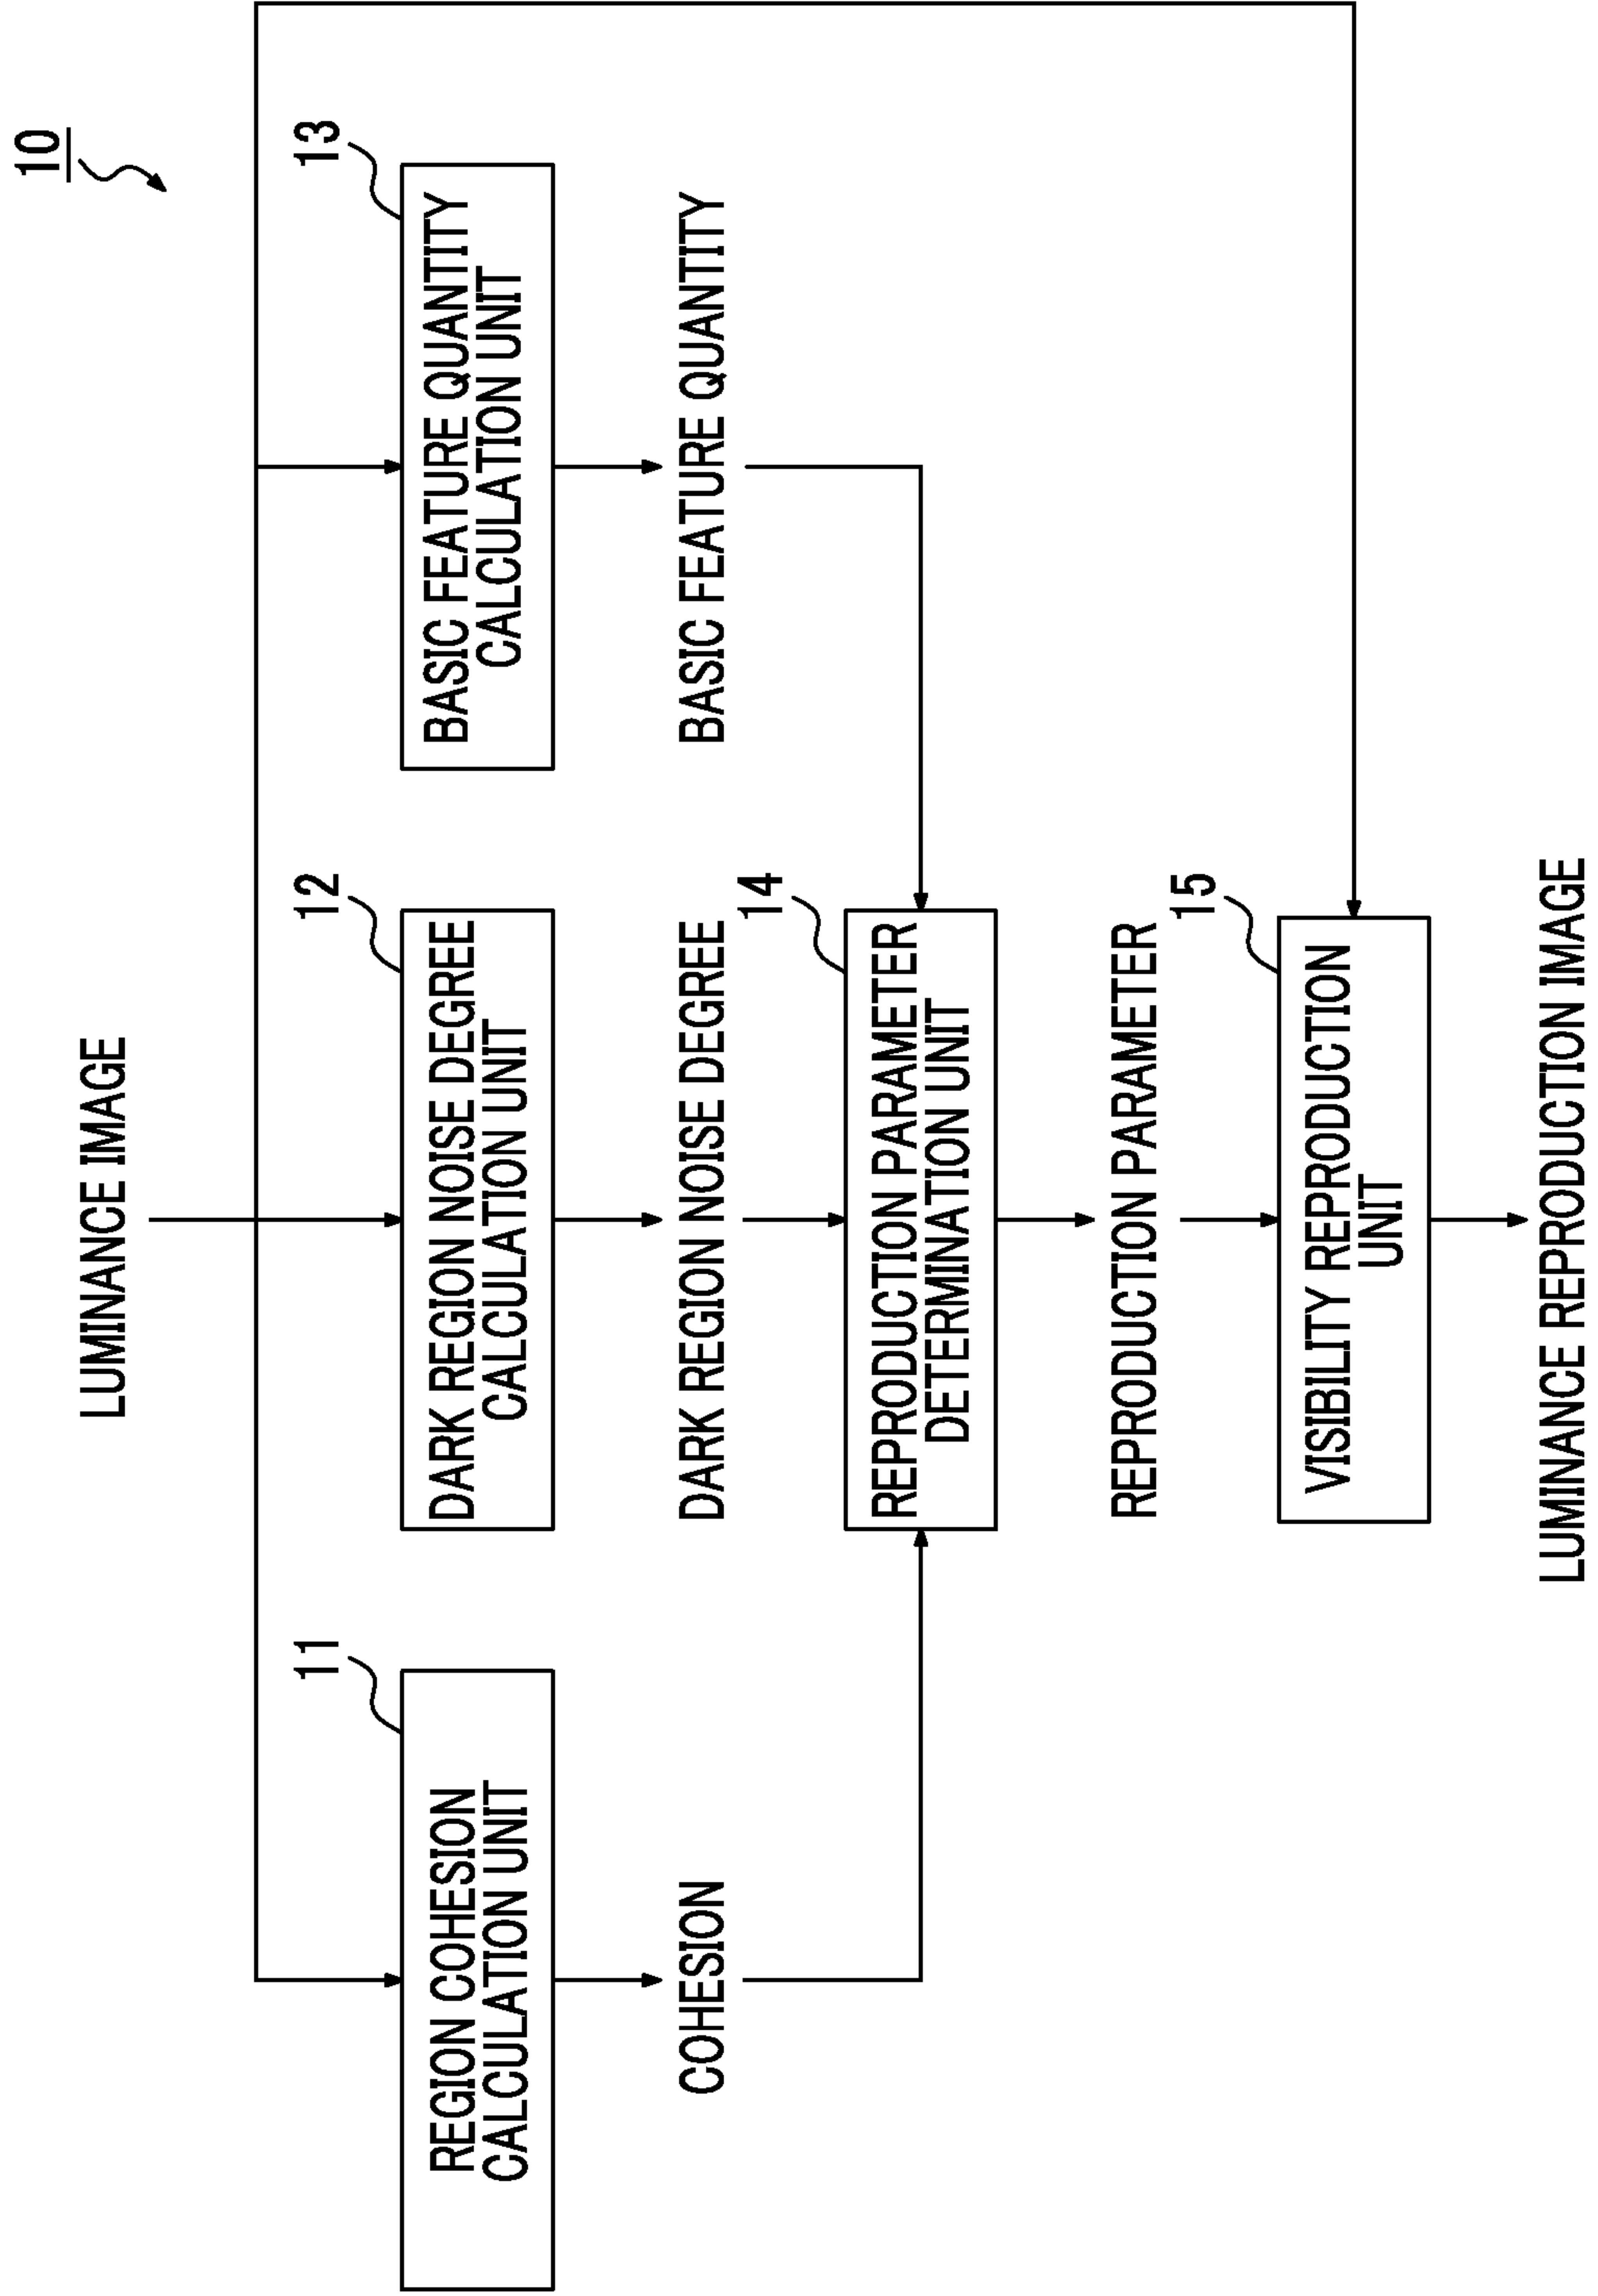 10
LUMINANCE IMAGE
11
REGION COHESION
CALCULATION UNIT
12
DARK REGION NOISE DEGREE
CALCULATION UNIT
13
BASIC FEATURE QUANTITY
CALCULATION UNIT
COHESION
DARK REGION NOISE DEGREE
BASIC FEATURE QUANTITY
14
REPRODUCTION PARAMETER
DETERMINATION UNIT
REPRODUCTION PARAMETER
15
VISIBILITY REPRODUCTION
UNIT
LUMINANCE REPRODUCTION IMAGE